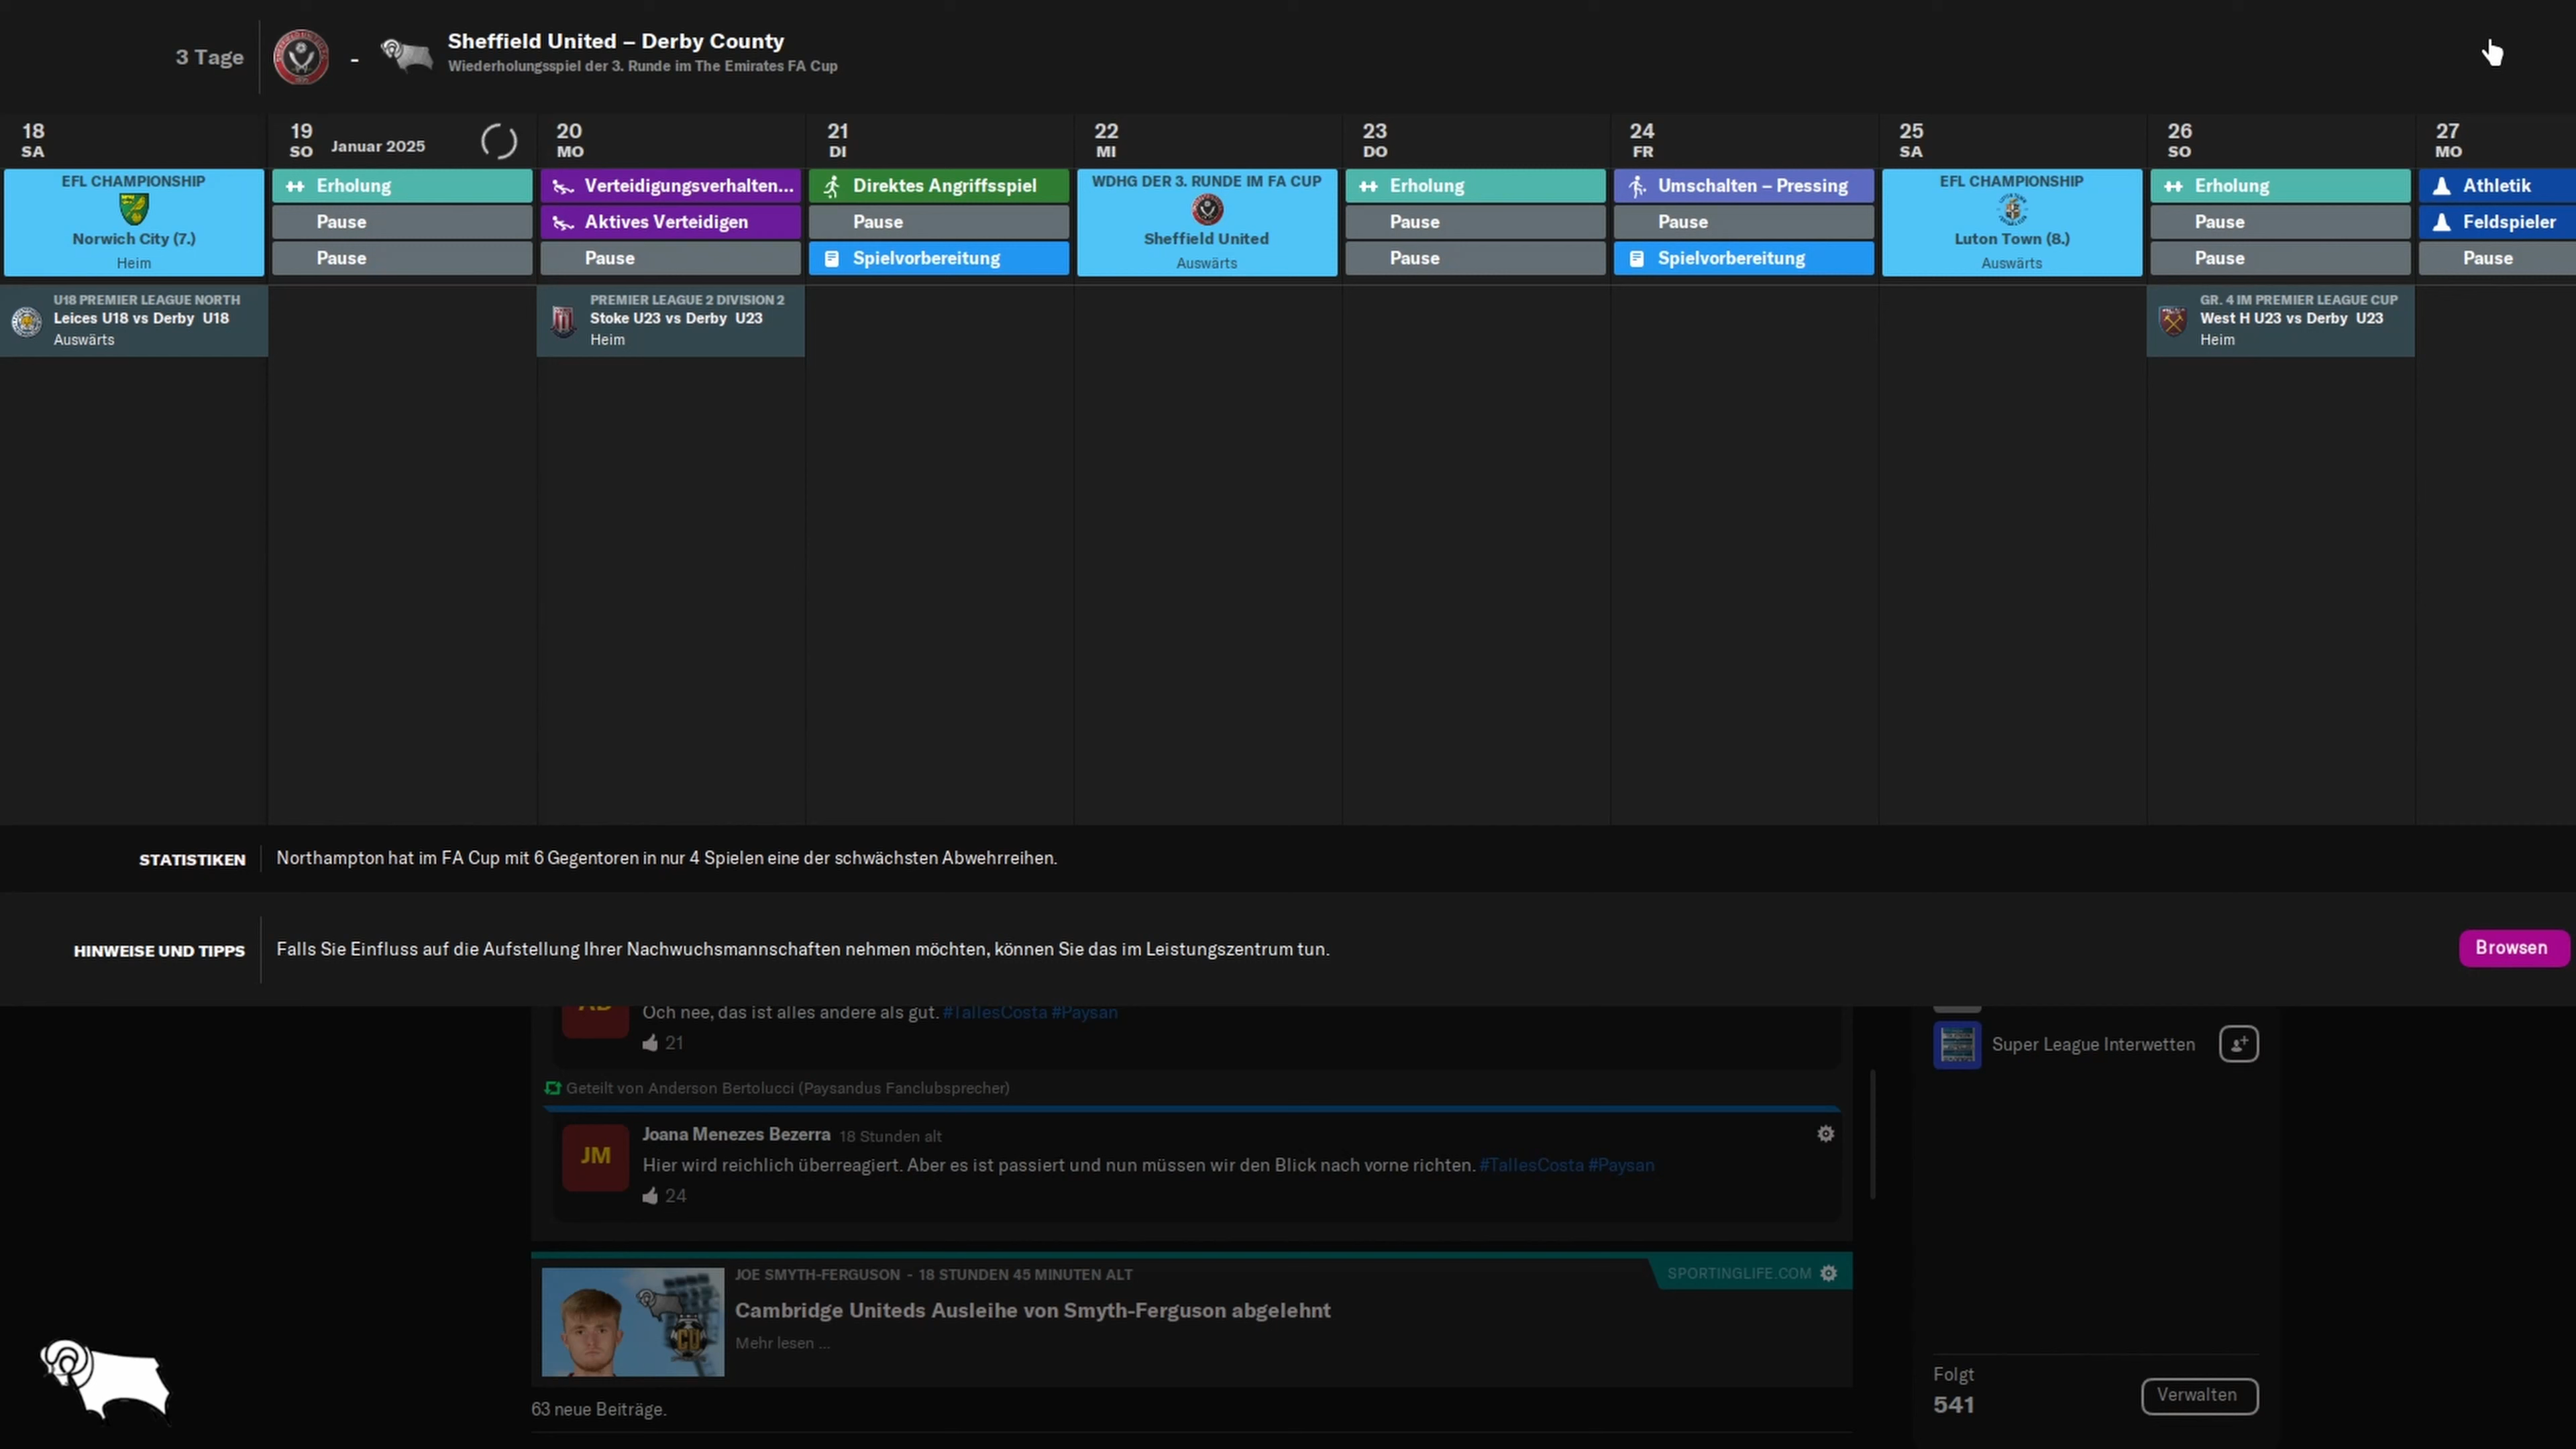 3 Tage
-
Sheffield United – Derby County
Wiederholungsspiel der 3. Runde im The Emirates FA Cup
18
SA
19
SO Januar 2025
20
MO
21
DI
22
MI
23
DO
24
FR
25
SA
26
SO
27
MO
EFL CHAMPIONSHIP
Norwich City (7.)
Heim
Erholung
Pause
Pause
Verteidigungsverhalten...
Aktives Verteidigen
Pause
Direktes Angriffsspiel
Pause
Spielvorbereitung
WDHG DER 3. RUNDE IM FA CUP
Sheffield United
Auswärts
Erholung
Pause
Pause
Umschalten – Pressing
Pause
Spielvorbereitung
EFL CHAMPIONSHIP
Luton Town (8.)
Auswärts
Erholung
Pause
Pause
Athletik
Feldspieler
Pause
U18 PREMIER LEAGUE NORTH
Leices U18 vs Derby U18
Auswärts
PREMIER LEAGUE 2 DIVISION 2
Stoke U23 vs Derby U23
Heim
GR. 4 IM PREMIER LEAGUE CUP
West H U23 vs Derby U23
Heim
STATISTIKEN
Northampton hat im FA Cup mit 6 Gegentoren in nur 4 Spielen eine der schwächsten Abwehrreihen.
HINWEISE UND TIPPS
Falls Sie Einfluss auf die Aufstellung Ihrer Nachwuchsmannschaften nehmen möchten, können Sie das im Leistungszentrum tun.
Browsen
Och nee, das ist alles andere als gut. #TallesCosta #Paysan
21
Geteilt von Anderson Bertolucci (Paysandus Fanclubsprecher)
JM
Joana Menezes Bezerra 18 Stunden alt
Hier wird reichlich überreagiert. Aber es ist passiert und nun müssen wir den Blick nach vorne richten. #TallesCosta #Paysan
24
JOE SMYTH-FERGUSON - 18 STUNDEN 45 MINUTEN ALT
SPORTINGLIFE.COM
Cambridge Uniteds Ausleihe von Smyth-Ferguson abgelehnt
Mehr lesen ...
63 neue Beiträge.
Super League Interwetten
Folgt
541
Verwalten